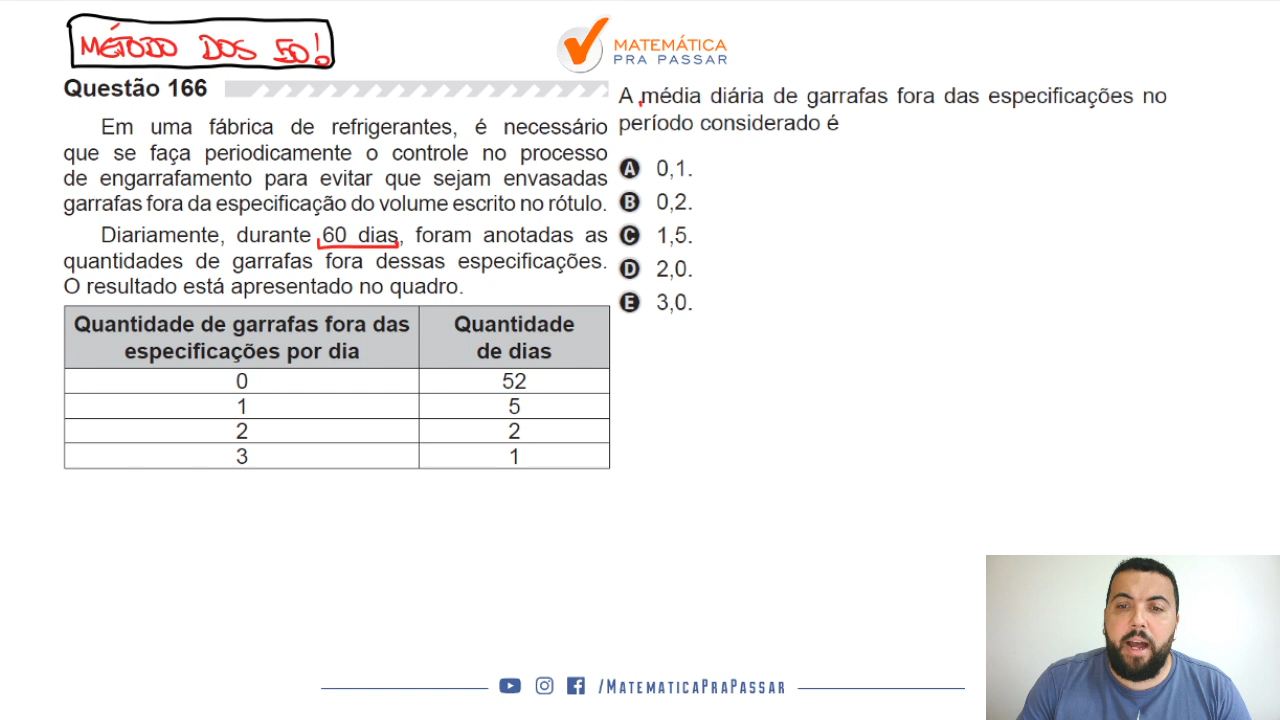 MÉTODO DOS 50!
MATEMÁTICA
PRA PASSAR
Questão 166
Em uma fábrica de refrigerantes, é necessário
que se faça periodicamente o controle no processo
de engarrafamento para evitar que sejam envasadas
garrafas fora da especificação do volume escrito no rótulo.
Diariamente, durante 60 dias, foram anotadas as
quantidades de garrafas fora dessas especificações.
O resultado está apresentado no quadro.
Quantidade de garrafas fora das especificações por dia
Quantidade de dias
0 52
1 5
2 2
3 1
A média diária de garrafas fora das especificações no
período considerado é
A 0,1.
B 0,2.
C 1,5.
D 2,0.
E 3,0.
/MatematicaPraPassar